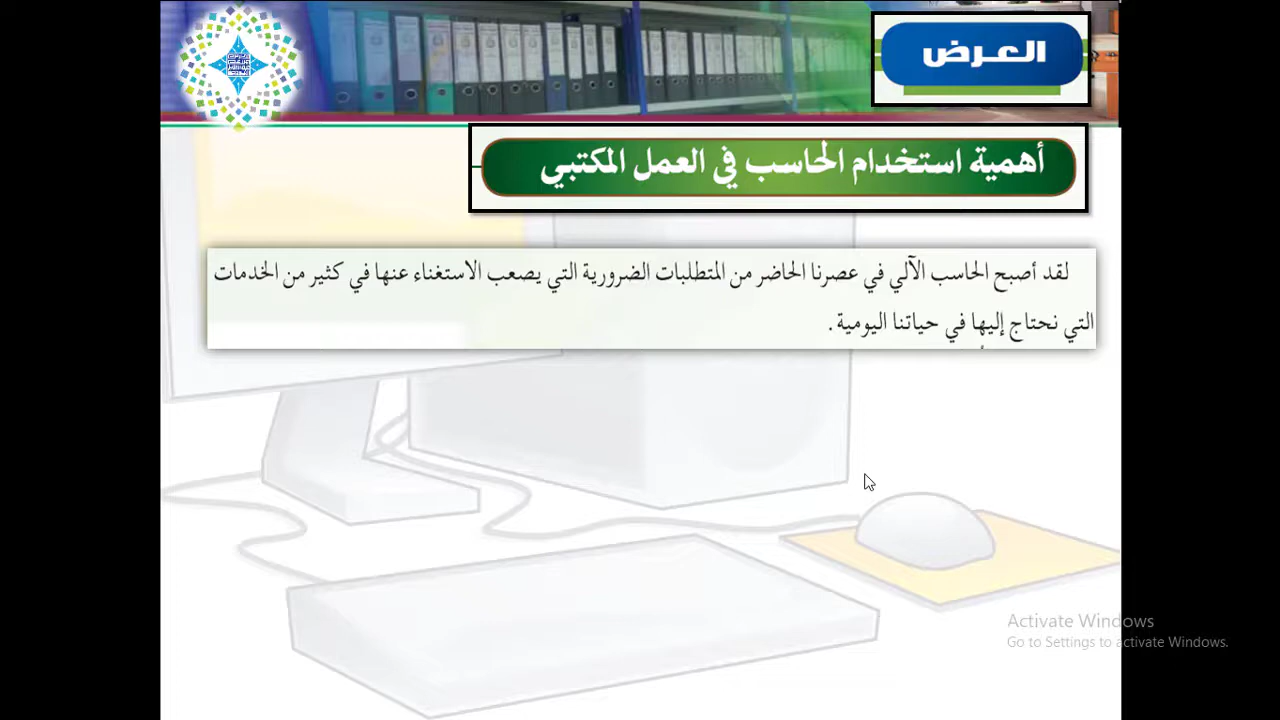 العرض
أهمية استخدام الحاسب في العمل المكتبي
لقد أصبح الحاسب الآلي في عصرنا الحاضر من المتطلبات الضرورية التي يصعب الاستغناء عنها في كثير من الخدمات
التي نحتاج إليها في حياتنا اليومية .
Activate Windows
Go to Settings to activate Windows.